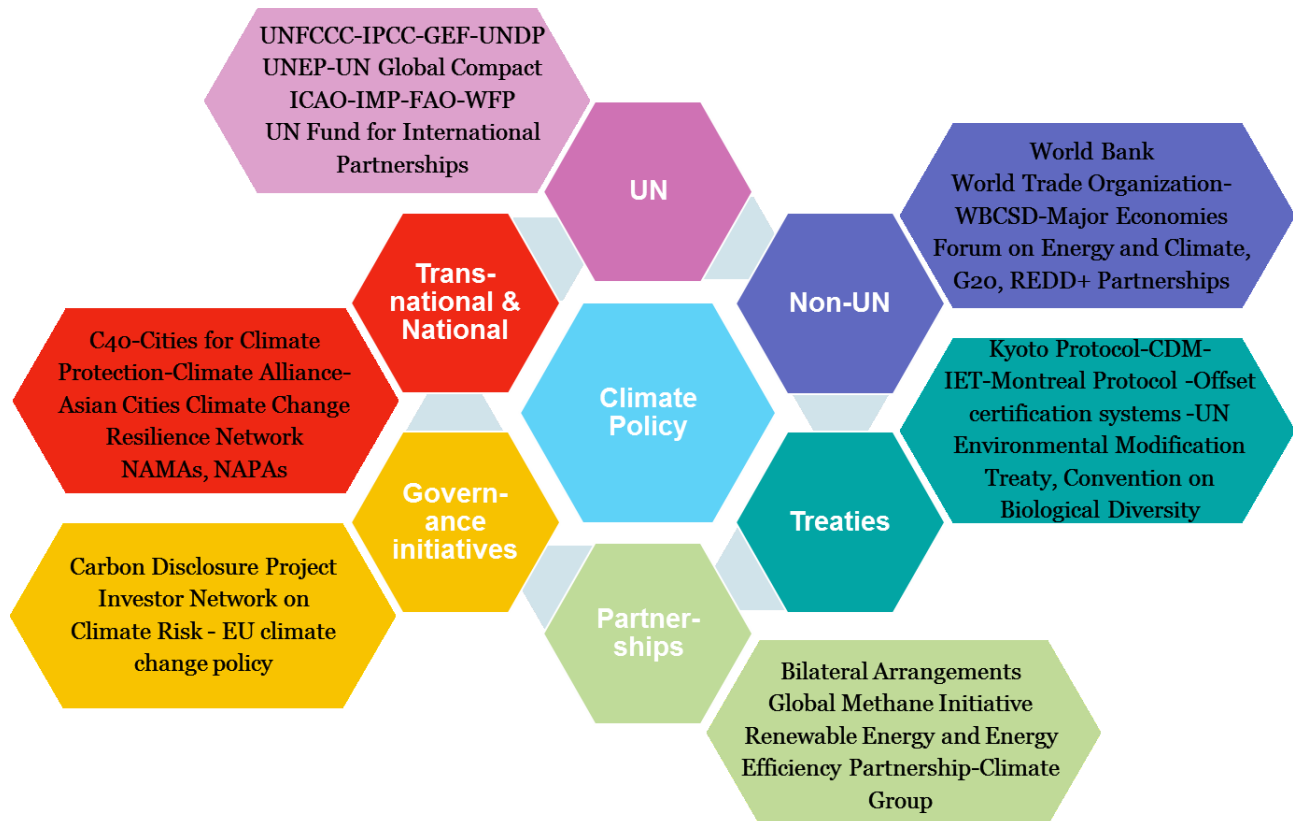 UNFCCC-IPCC-GEF-UNDP
UNEP-UN Global Compact
ICAO-IMP-FAO-WFP
UN Fund for International
Partnerships
UN
World Bank
World Trade Organization-
WBCSD-Major Economies
Forum on Energy and Climate,
G20, REDD+ Partnerships
Non-UN
Trans-
national &
National
C40-Cities for Climate
Protection-Climate Alliance-
Asian Cities Climate Change
Resilience Network
NAMAs, NAPAs
Climate
Policy
Kyoto Protocol-CDM-
IET-Montreal Protocol -Offset
certification systems -UN
Environmental Modification
Treaty, Convention on
Biological Diversity
Treaties
Govern-
ance
initiatives
Carbon Disclosure Project
Investor Network on
Climate Risk - EU climate
change policy
Partner-
ships
Bilateral Arrangements
Global Methane Initiative
Renewable Energy and Energy
Efficiency Partnership-Climate
Group